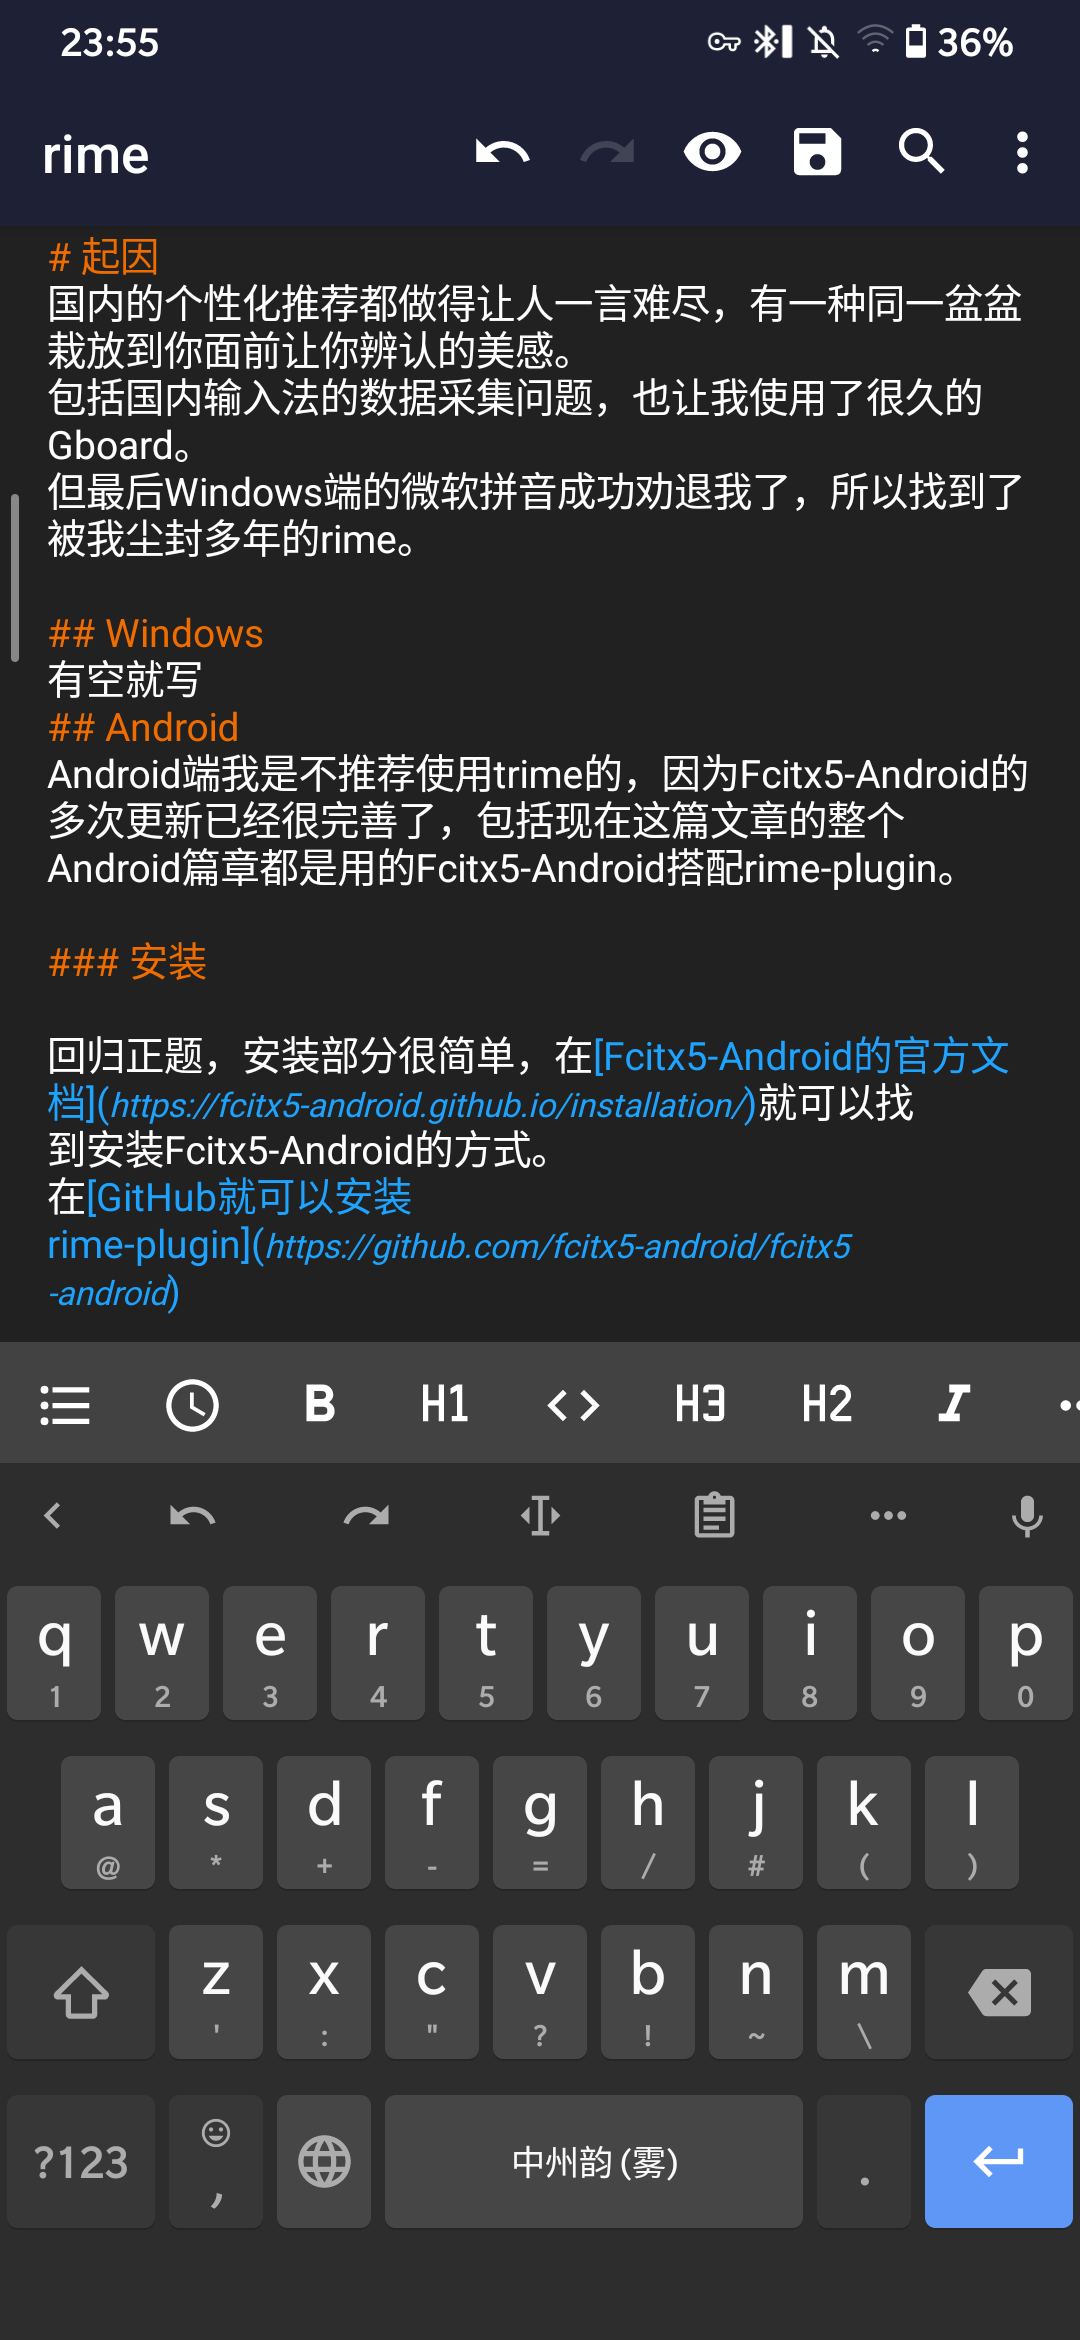 23:55
36%
rime
# 起因
国内的个性化推荐都做得让人一言难尽，有一种同一盆盆
栽放到你面前让你辨认的美感。
包括国内输入法的数据采集问题，也让我使用了很久的
Gboard。
但最后Windows端的微软拼音成功劝退我了，所以找到了
被我尘封多年的rime。
## Windows
有空就写
## Android
Android端我是不推荐使用trime的，因为Fcitx5-Android的
多次更新已经很完善了，包括现在这篇文章的整个
Android篇章都是用的Fcitx5-Android搭配rime-plugin。
### 安装
回归正题，安装部分很简单，在[Fcitx5-Android的官方文
档](https://fcitx5-android.github.io/installation/)就可以找
到安装Fcitx5-Android的方式。
在[GitHub就可以安装
rime-plugin](https://github.com/fcitx5-android/fcitx5
-android)
B H1 <> H3 H2 I
q w e r t y u i o p
1 2 3 4 5 6 7 8 9 0
a s d f g h j k l
@ * + - = / # ( )
z x c v b n m
' : " ? ! ~ \
?123 , 中州韵 (雾) .